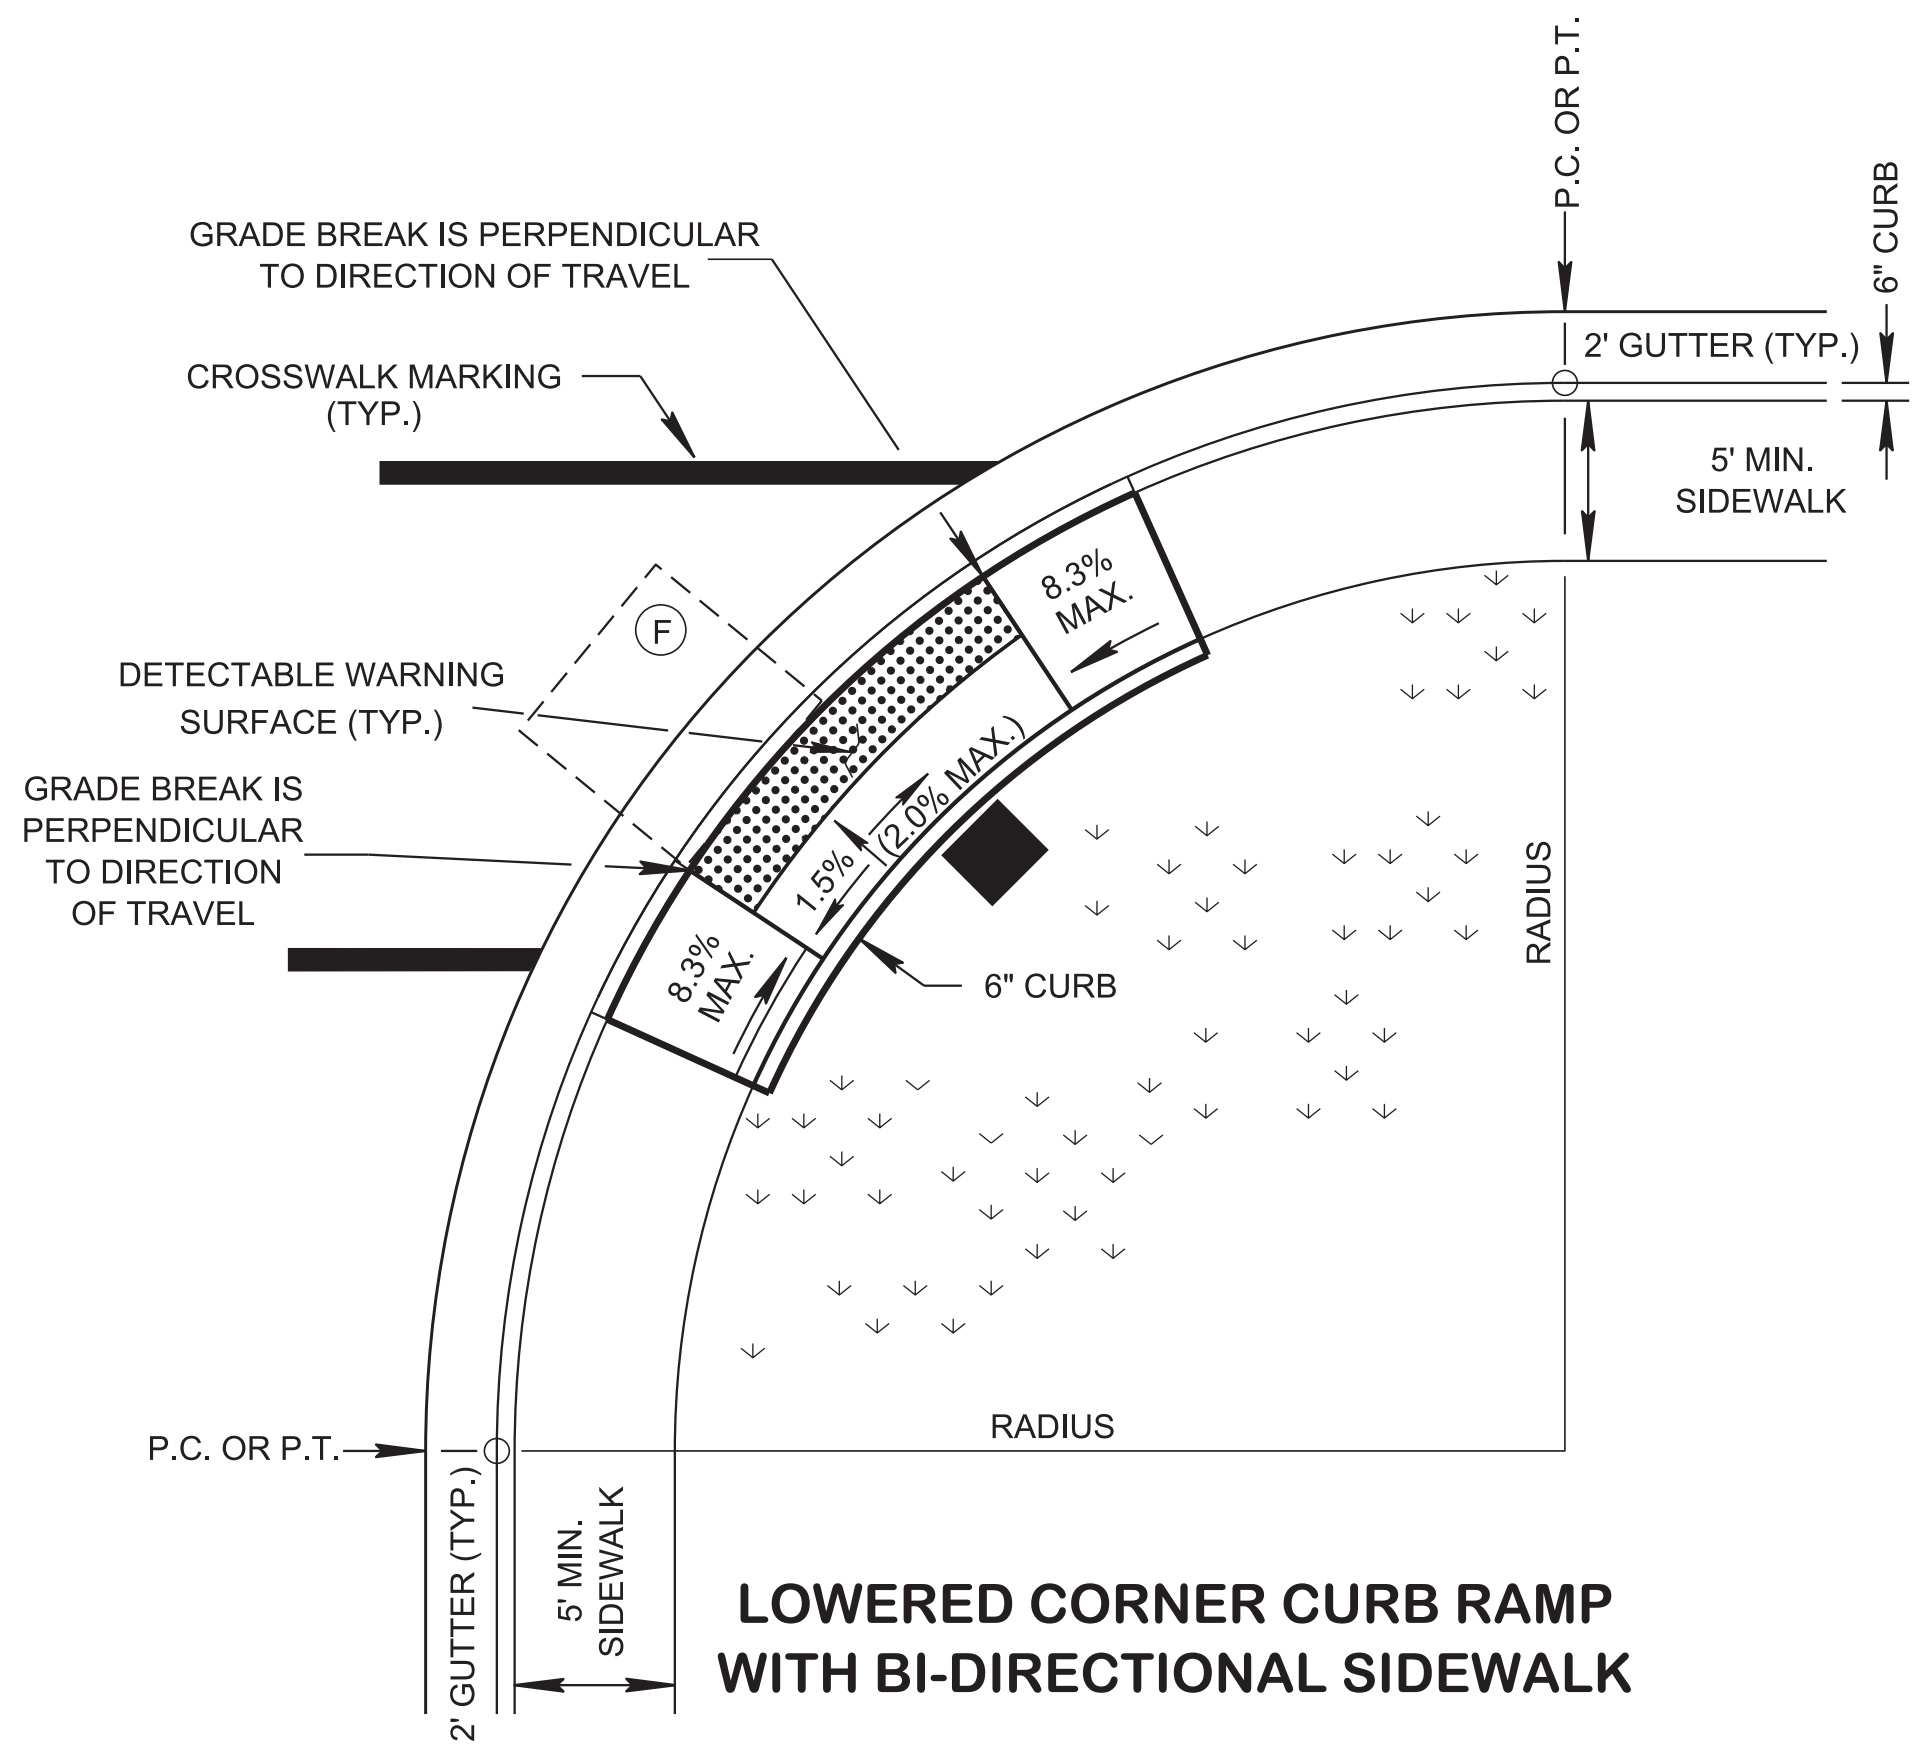 P.C. OR P.T.
6" CURB
GRADE BREAK IS PERPENDICULAR
TO DIRECTION OF TRAVEL
2' GUTTER (TYP.)
CROSSWALK MARKING
(TYP.)
5' MIN.
SIDEWALK
8.3%
MAX.
F
DETECTABLE WARNING
SURFACE (TYP.)
GRADE BREAK IS
PERPENDICULAR
TO DIRECTION
OF TRAVEL
1.5% (2.0% MAX.)
RADIUS
8.3%
MAX.
6" CURB
RADIUS
P.C. OR P.T.
2' GUTTER (TYP.)
5' MIN.
SIDEWALK
LOWERED CORNER CURB RAMP
WITH BI-DIRECTIONAL SIDEWALK